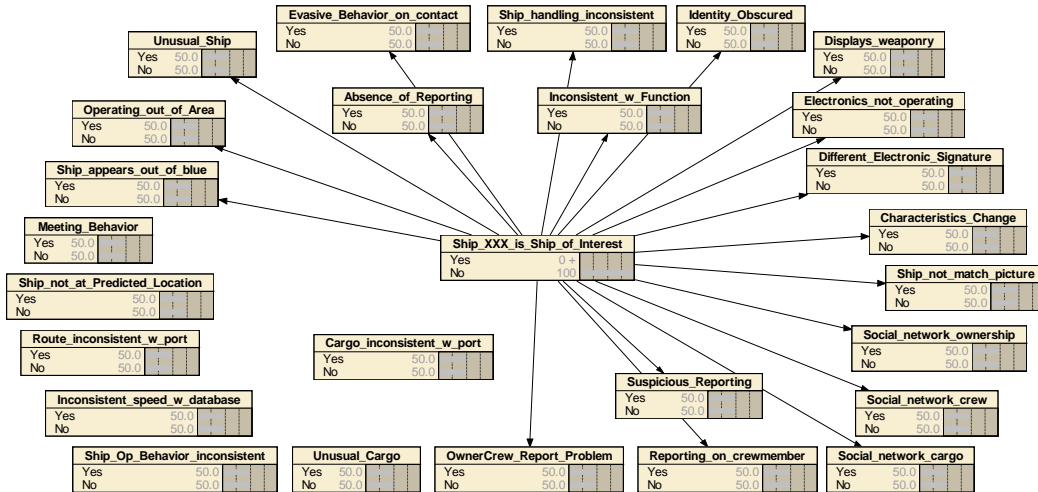 Evasive_Behavior_on_contact
Yes 50.0
No 50.0
Ship_handling_inconsistent
Yes 50.0
No 50.0
Identity_Obscured
Yes 50.0
No 50.0
Unusual_Ship
Yes 50.0
No 50.0
Displays_weaponry
Yes 50.0
No 50.0
Absence_of_Reporting
Yes 50.0
No 50.0
Inconsistent_w_Function
Yes 50.0
No 50.0
Operating_out_of_Area
Yes 50.0
No 50.0
Electronics_not_operating
Yes 50.0
No 50.0
Ship_appears_out_of_blue
Yes 50.0
No 50.0
Different_Electronic_Signature
Yes 50.0
No 50.0
Meeting_Behavior
Yes 50.0
No 50.0
Ship_XXX_is_Ship_of_Interest
Yes 0 +
No 100
Characteristics_Change
Yes 50.0
No 50.0
Ship_not_at_Predicted_Location
Yes 50.0
No 50.0
Ship_not_match_picture
Yes 50.0
No 50.0
Route_inconsistent_w_port
Yes 50.0
No 50.0
Cargo_inconsistent_w_port
Yes 50.0
No 50.0
Social_network_ownership
Yes 50.0
No 50.0
Suspicious_Reporting
Yes 50.0
No 50.0
Inconsistent_speed_w_database
Yes 50.0
No 50.0
Social_network_crew
Yes 50.0
No 50.0
Ship_Op_Behavior_inconsistent
Yes 50.0
No 50.0
Unusual_Cargo
Yes 50.0
No 50.0
OwnerCrew_Report_Problem
Yes 50.0
No 50.0
Reporting_on_crewmember
Yes 50.0
No 50.0
Social_network_cargo
Yes 50.0
No 50.0